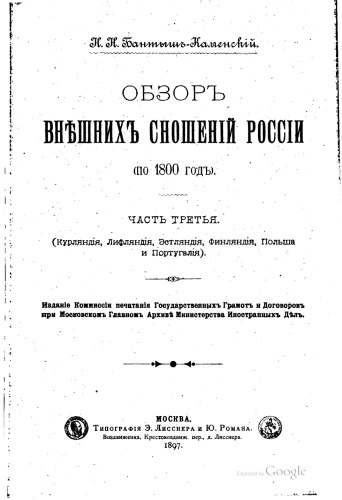 Н. Н. Бантышъ-Каменскій.
ОБЗОРЪ
ВНѢШНИХЪ СНОШЕНІЙ РОССІИ
(ПО 1800 ГОДЪ).
ЧАСТЬ ТРЕТЬЯ.
(Курляндія, Лифляндія, Эстляндія, Финляндія, Польша
и Португалія).
Изданіе Комиссіи печатанія Государственныхъ Грамотъ и Договоровъ
при Московскомъ Главномъ Архивѣ Министерства Иностранныхъ Дѣлъ.
МОСКВА.
Типографія Э. Лисснера и Ю. Романа.
Воздвиженка, Крестовоздвиж. пер., д. Лисснера.
1897.
Digitized by Google